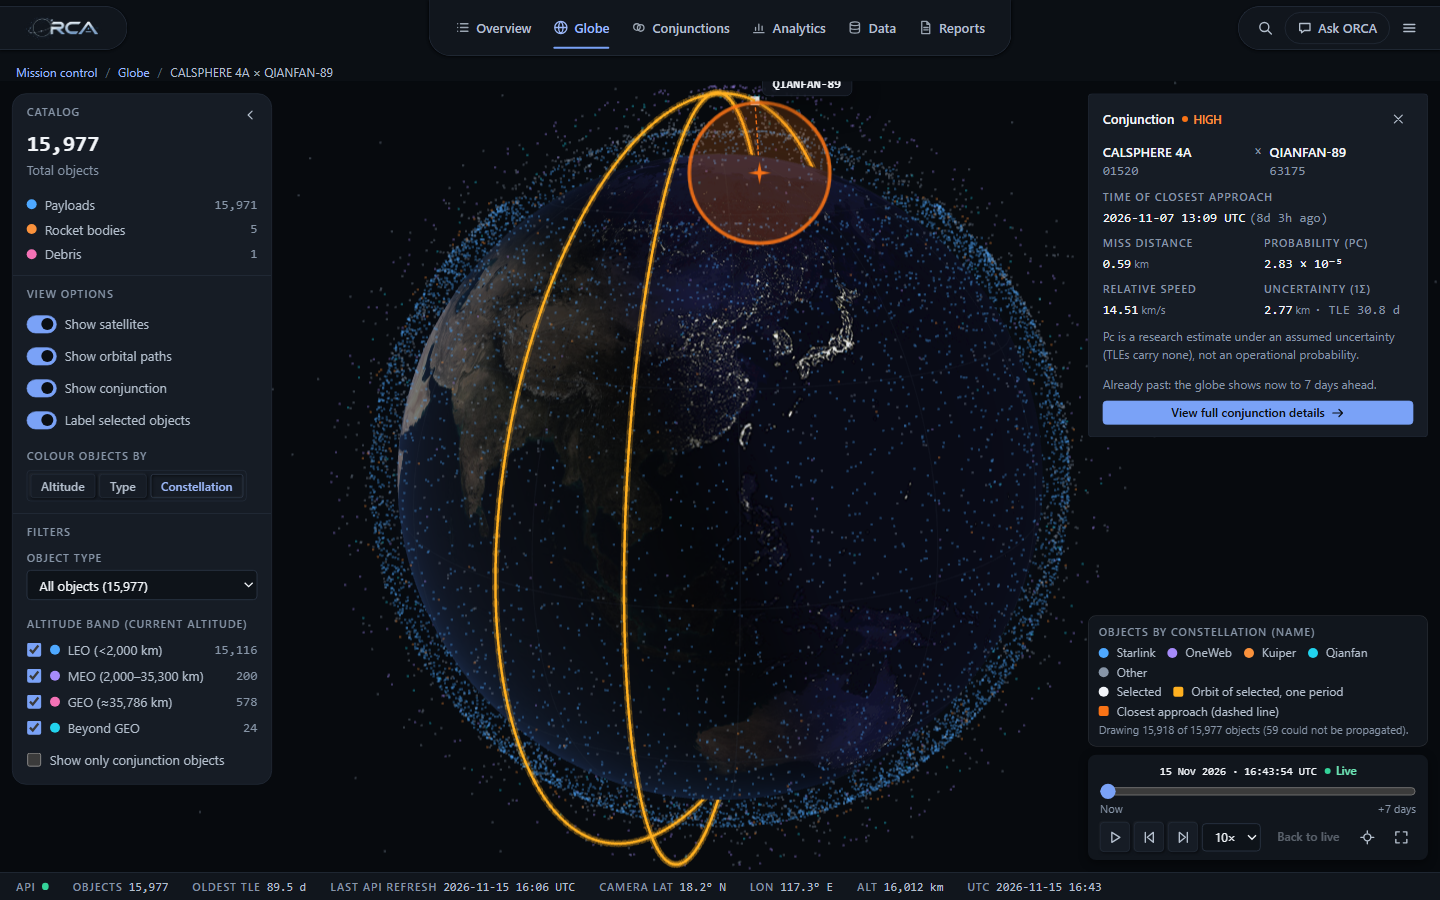 ORCA
Overview
Globe
Conjunctions
Analytics
Data
Reports
Ask ORCA
Mission control / Globe / CALSPHERE 4A × QIANFAN-89
QIANFAN-89
CATALOG
15,977
Total objects
Payloads 15,971
Rocket bodies 5
Debris 1
VIEW OPTIONS
Show satellites
Show orbital paths
Show conjunction
Label selected objects
COLOUR OBJECTS BY
Altitude Type Constellation
FILTERS
OBJECT TYPE
All objects (15,977)
ALTITUDE BAND (CURRENT ALTITUDE)
LEO (<2,000 km) 15,116
MEO (2,000–35,300 km) 200
GEO (≈35,786 km) 578
Beyond GEO 24
Show only conjunction objects
Conjunction HIGH
CALSPHERE 4A × QIANFAN-89
01520 63175
TIME OF CLOSEST APPROACH
2026-11-07 13:09 UTC (8d 3h ago)
MISS DISTANCE PROBABILITY (PC)
0.59 km 2.83 × 10⁻⁵
RELATIVE SPEED UNCERTAINTY (1Σ)
14.51 km/s 2.77 km · TLE 30.8 d
Pc is a research estimate under an assumed uncertainty
(TLEs carry none), not an operational probability.
Already past: the globe shows now to 7 days ahead.
View full conjunction details →
OBJECTS BY CONSTELLATION (NAME)
Starlink OneWeb Kuiper Qianfan
Other
Selected Orbit of selected, one period
Closest approach (dashed line)
Drawing 15,918 of 15,977 objects (59 could not be propagated).
15 Nov 2026 · 16:43:54 UTC Live
Now +7 days
10× Back to live
API OBJECTS 15,977 OLDEST TLE 89.5 d LAST API REFRESH 2026-11-15 16:06 UTC CAMERA LAT 18.2° N LON 117.3° E ALT 16,012 km UTC 2026-11-15 16:43